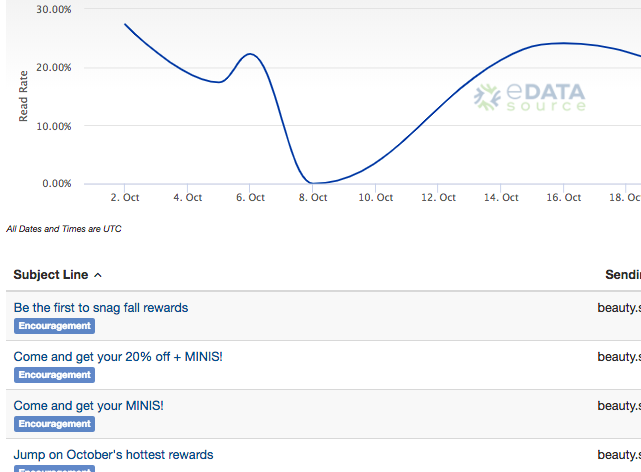 30.00%
20.00%
10.00%
0.00%
Read Rate
eDATA
source
2. Oct 4. Oct 6. Oct 8. Oct 10. Oct 12. Oct 14. Oct 16. Oct 18. Oc
All Dates and Times are UTC
Subject Line Sendi
Be the first to snag fall rewards beauty.s
Encouragement
Come and get your 20% off + MINIS! beauty.s
Encouragement
Come and get your MINIS! beauty.s
Encouragement
Jump on October's hottest rewards beauty.s
Encouragement